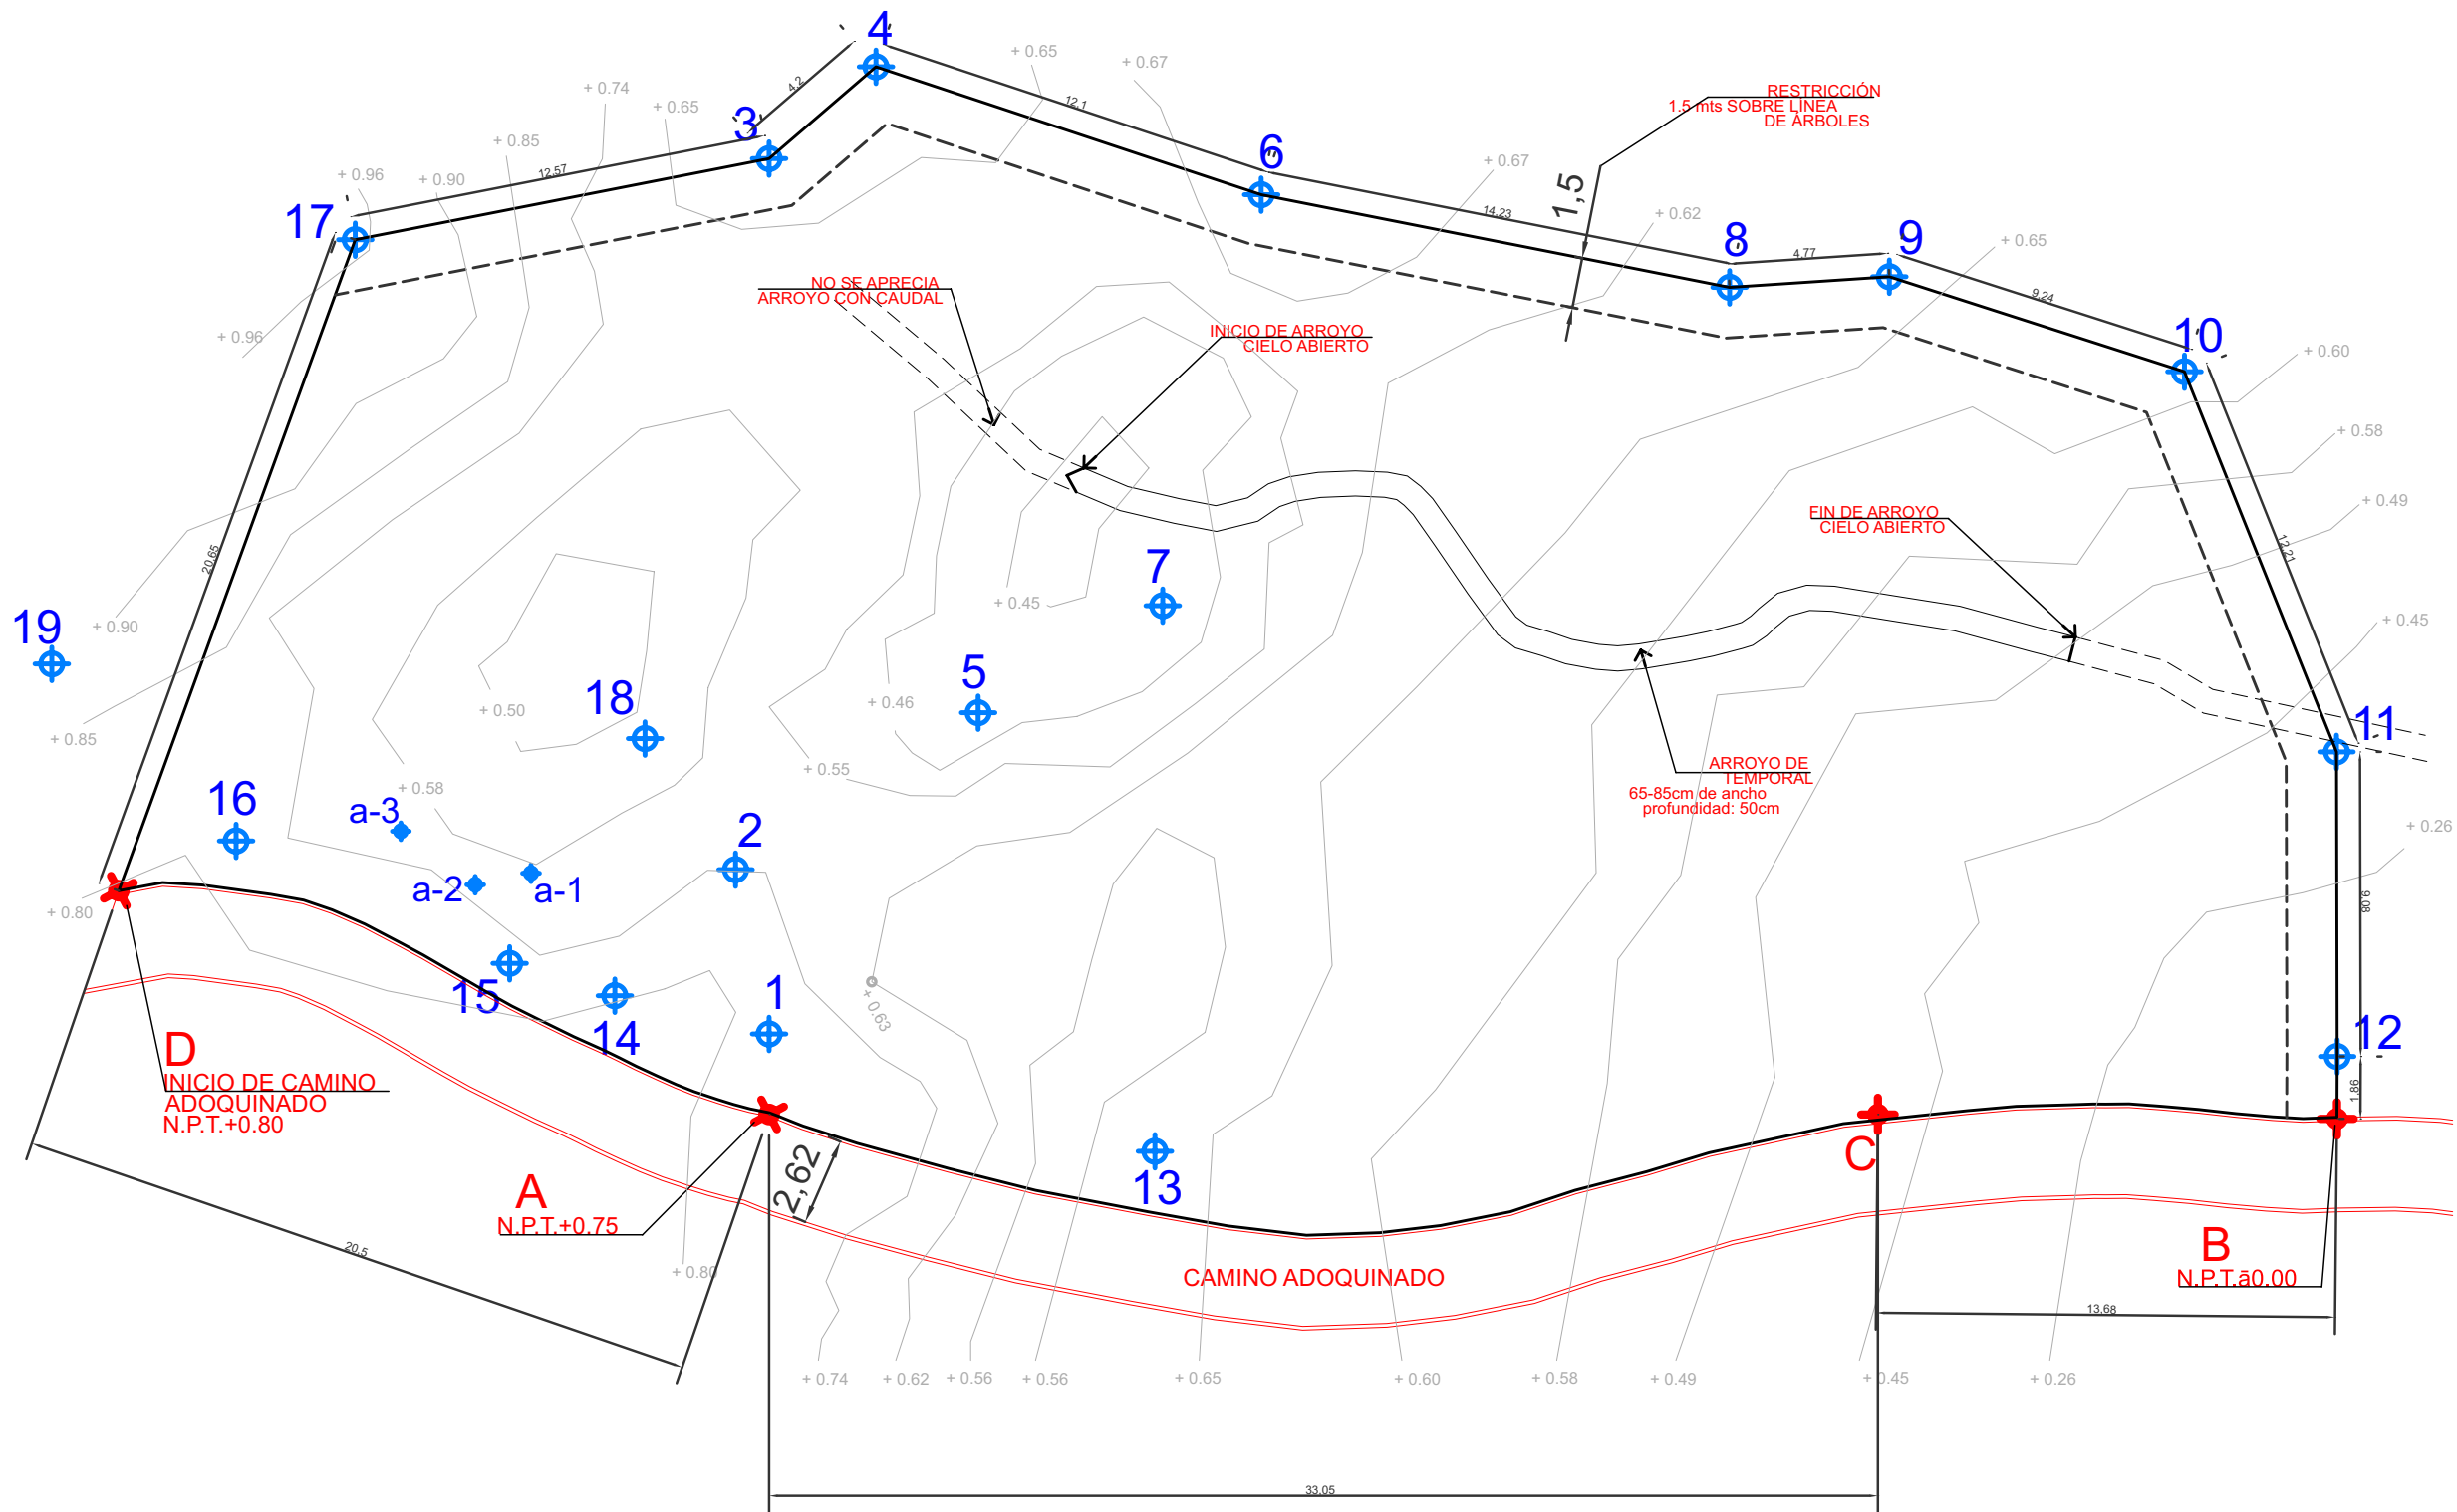 4
+ 0.65
+ 0.67
4,2
12,1
+ 0.74
+ 0.65
3
RESTRICCIÓN
1.5 mts SOBRE LÍNEA
DE ÁRBOLES
+ 0.85
12,57
6
+ 0.67
1,5
+ 0.96
+ 0.90
17
14,23
+ 0.62
8
4,77
9
+ 0.65
NO SE APRECIA
ARROYO CON CAUDAL
9,24
+ 0.96
INICIO DE ARROYO
CIELO ABIERTO
10
+ 0.60
+ 0.58
+ 0.49
FIN DE ARROYO
CIELO ABIERTO
12,21
20,65
7
+ 0.45
19
+ 0.90
+ 0.45
5
18
+ 0.50
+ 0.46
11
+ 0.85
+ 0.55
ARROYO DE
TEMPORAL
65-85cm de ancho
profundidad: 50cm
16
+ 0.58
a-3
2
+ 0.26
a-2
a-1
9,08
+ 0.80
15
14
1
+ 0.63
12
D
INICIO DE CAMINO
ADOQUINADO
N.P.T.+0.80
1,86
2,62
13
C
A
N.P.T.+0.75
20,5
+ 0.80
CAMINO ADOQUINADO
B
N.P.T.ā0.00
13,68
+ 0.74
+ 0.62
+ 0.56
+ 0.56
+ 0.65
+ 0.60
+ 0.58
+ 0.49
+ 0.45
+ 0.26
33,05